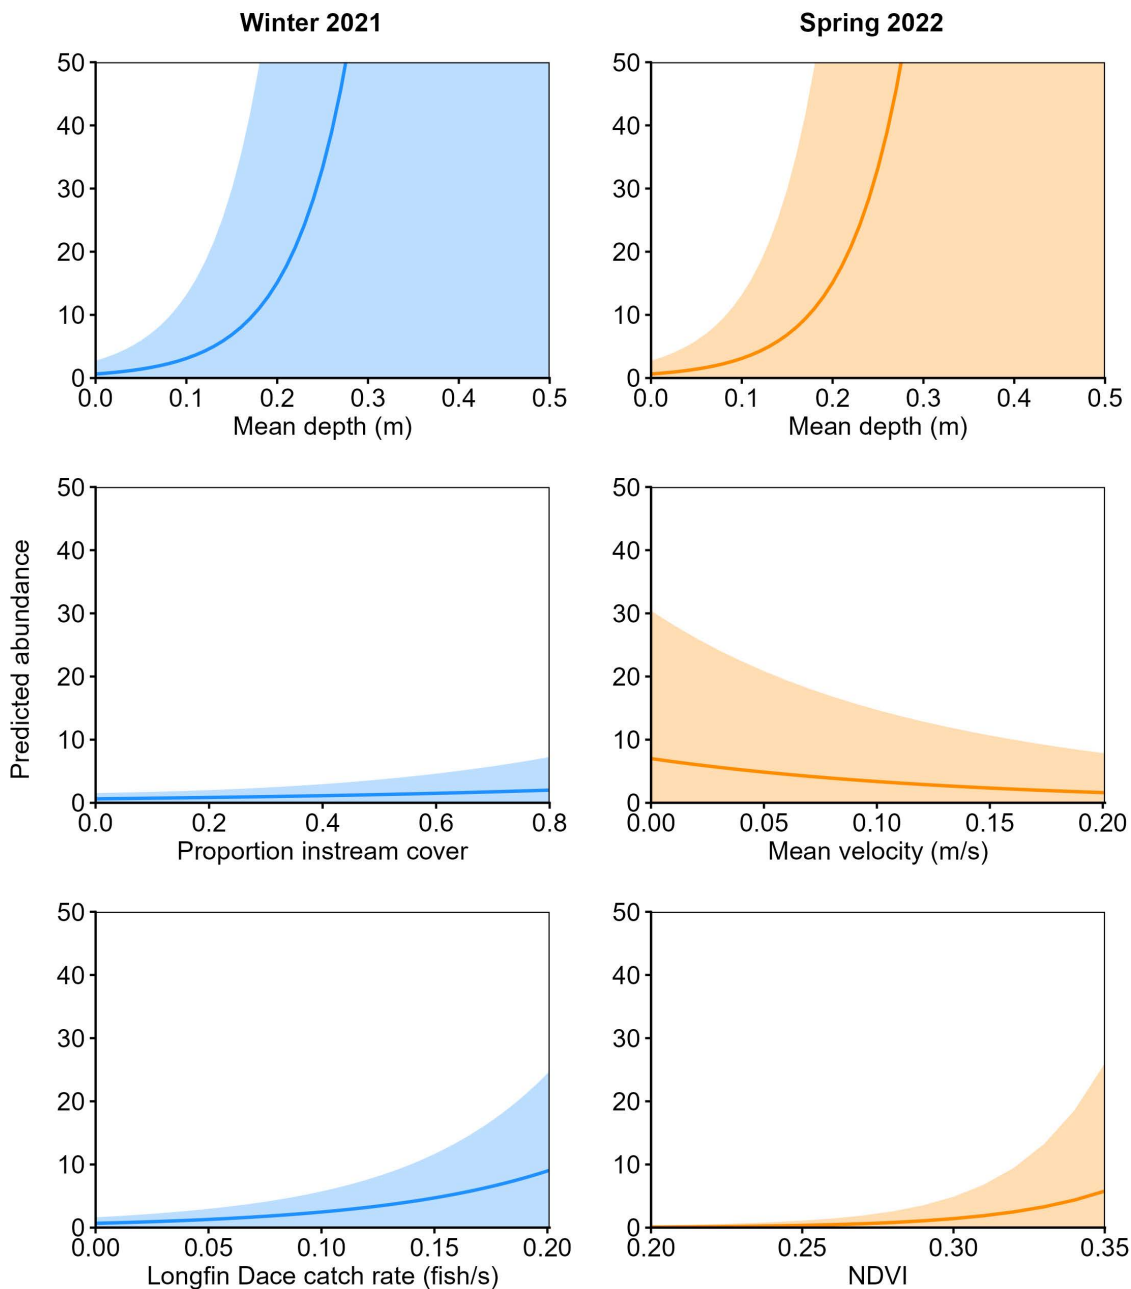 Winter 2021
Spring 2022
50
40
30
20
10
0
0.0 0.1 0.2 0.3 0.4 0.5
Mean depth (m)
50
40
30
20
10
0
0.0 0.1 0.2 0.3 0.4 0.5
Mean depth (m)
Predicted abundance
50
40
30
20
10
0
0.0 0.2 0.4 0.6 0.8
Proportion instream cover
50
40
30
20
10
0
0.00 0.05 0.10 0.15 0.20
Mean velocity (m/s)
50
40
30
20
10
0
0.00 0.05 0.10 0.15 0.20
Longfin Dace catch rate (fish/s)
50
40
30
20
10
0
0.20 0.25 0.30 0.35
NDVI